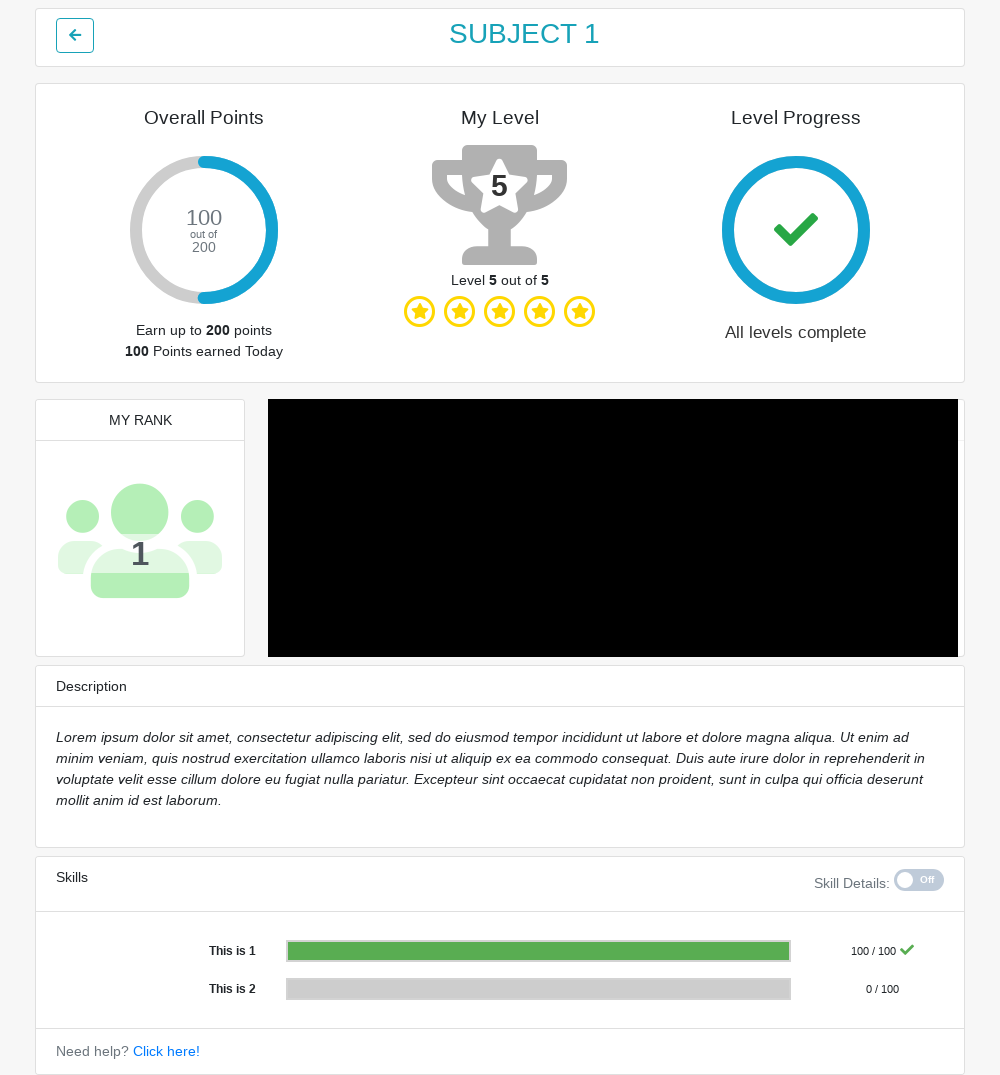 SUBJECT 1
Overall Points
100
out of
200
Earn up to 200 points
100 Points earned Today
My Level
5
Level 5 out of 5
Level Progress
All levels complete
MY RANK
1
Description
Lorem ipsum dolor sit amet, consectetur adipiscing elit, sed do eiusmod tempor incididunt ut labore et dolore magna aliqua. Ut enim ad
minim veniam, quis nostrud exercitation ullamco laboris nisi ut aliquip ex ea commodo consequat. Duis aute irure dolor in reprehenderit in
voluptate velit esse cillum dolore eu fugiat nulla pariatur. Excepteur sint occaecat cupidatat non proident, sunt in culpa qui officia deserunt
mollit anim id est laborum.
Skills
Skill Details: Off
This is 1 100 / 100
This is 2 0 / 100
Need help? Click here!